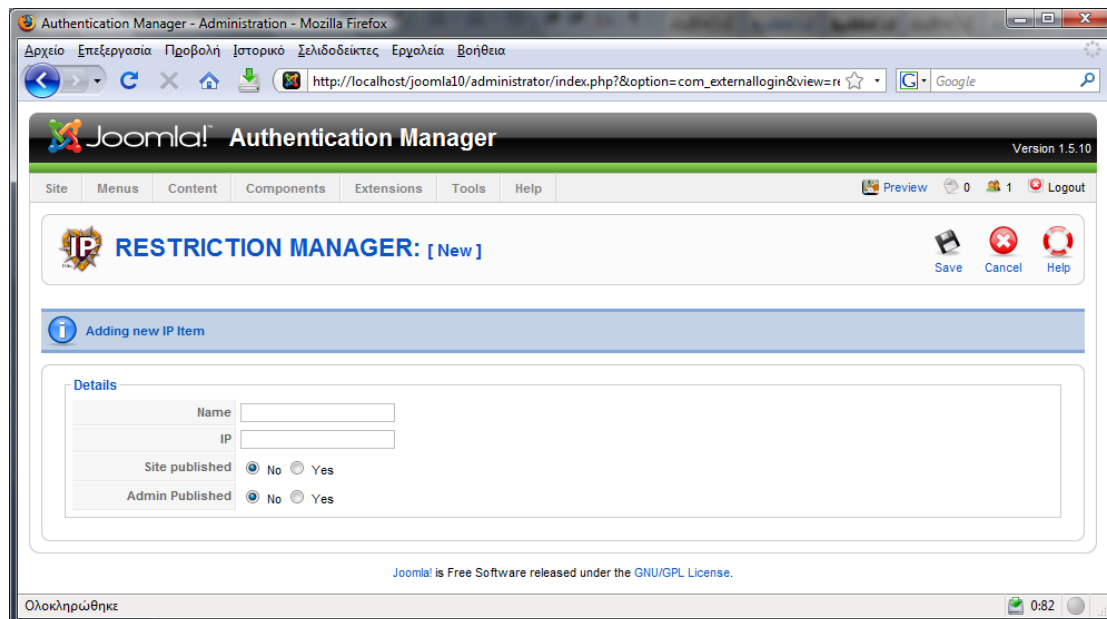 Authentication Manager - Administration - Mozilla Firefox
Αρχείο Επεξεργασία Προβολή Ιστορικό Σελιδοδείκτες Εργαλεία Βοήθεια
http://localhost/joomla10/administrator/index.php?&option=com_externallogin&view=re G Google
Joomla! Authentication Manager
Version 1.5.10
Site Menus Content Components Extensions Tools Help Preview 0 1 Logout
IP RESTRICTION MANAGER: [ New ]
Save Cancel Help
Adding new IP Item
Details
Name
IP
Site published No Yes
Admin Published No Yes
Joomla! is Free Software released under the GNU/GPL License.
Ολοκληρώθηκε 0:82